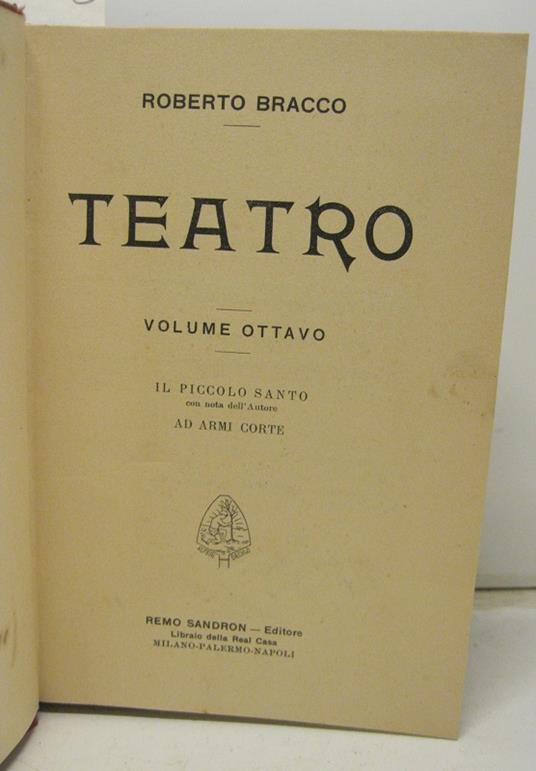 ROBERTO BRACCO
TEATRO
VOLUME OTTAVO
IL PICCOLO SANTO
con nota dell'Autore
AD ARMI CORTE
REMO SANDRON — Editore
Libraio della Real Casa
MILANO-PALERMO-NAPOLI